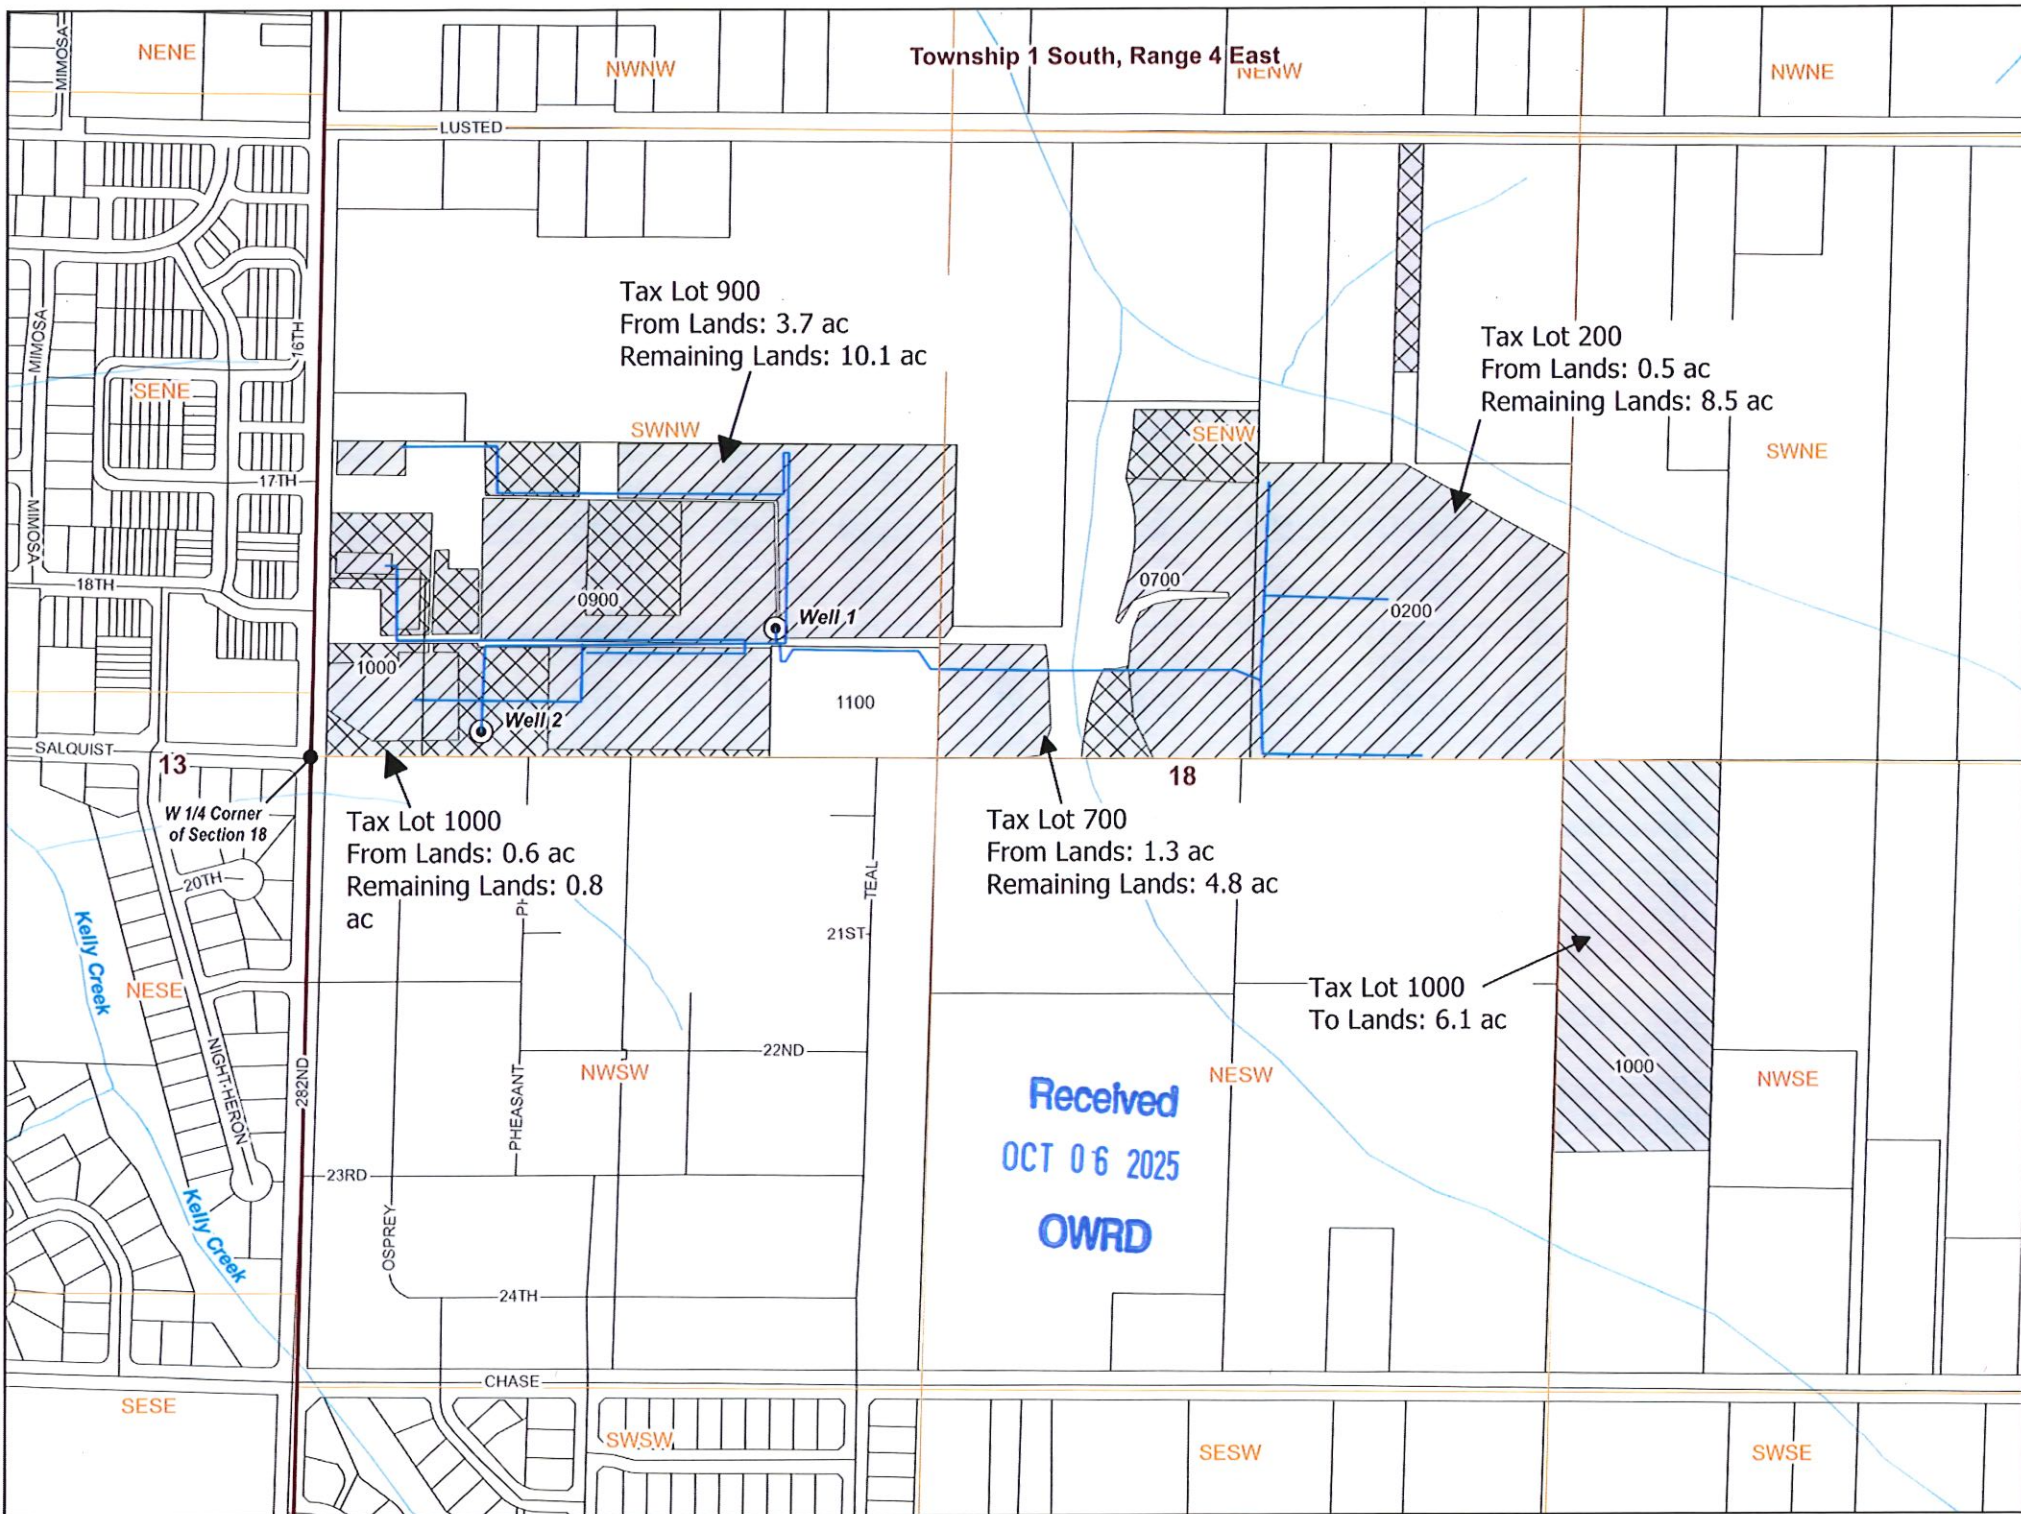 Township 1 South, Range 4 East
MIMOSA
NENE
NWNW
NENW
NWNE
LUSTED
Tax Lot 900
From Lands: 3.7 ac
Remaining Lands: 10.1 ac
Tax Lot 200
From Lands: 0.5 ac
Remaining Lands: 8.5 ac
MIMOSA
16TH
SENE
SWNW
SENW
SWNE
17TH
MIMOSA
18TH
0900
Well 1
0700
0200
1000
Well 2
1100
SALQUIST
13
18
W 1/4 Corner
of Section 18
Tax Lot 1000
From Lands: 0.6 ac
Remaining Lands: 0.8
ac
Tax Lot 700
From Lands: 1.3 ac
Remaining Lands: 4.8 ac
20TH
PH
TEAL
21ST
Kelly Creek
NESE
Tax Lot 1000
To Lands: 6.1 ac
NIGHT-HERON
282ND
22ND
PHEASANT
NWSW
NESW
1000
NWSE
Received
OCT 06 2025
OWRD
23RD
Kelly Creek
OSPREY
24TH
CHASE
SESE
SWSW
SESW
SWSE